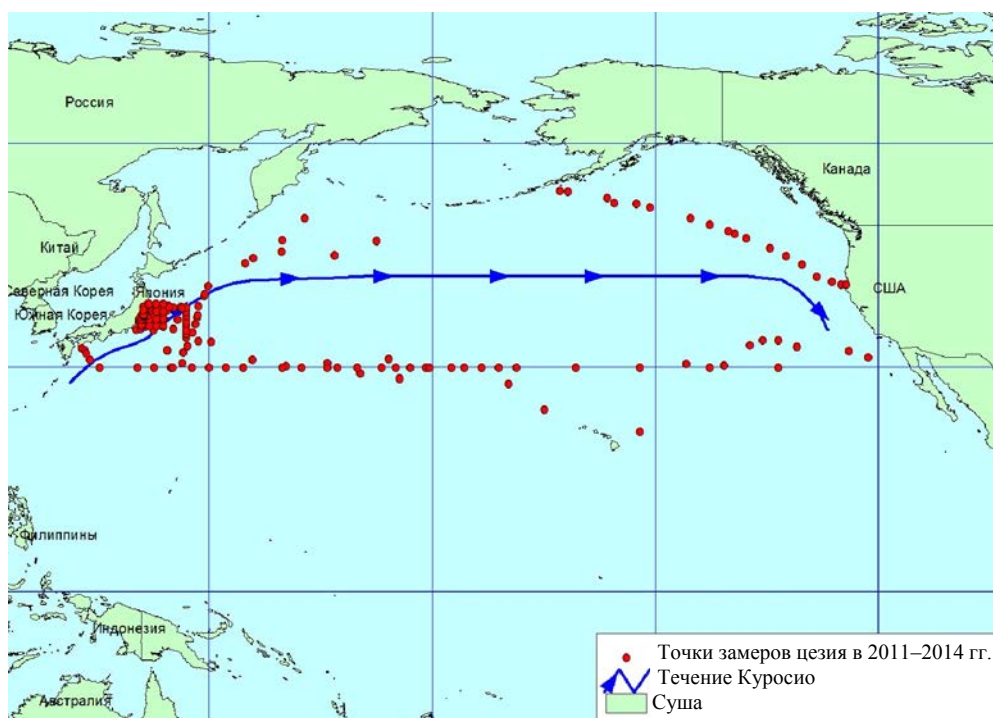 Россия
Канада
Китай
Северная Корея
Япония
США
Южная Корея
Филиппины
Индонезия
Австралия
Точки замеров цезия в 2011–2014 гг.
Течение Куросио
Суша